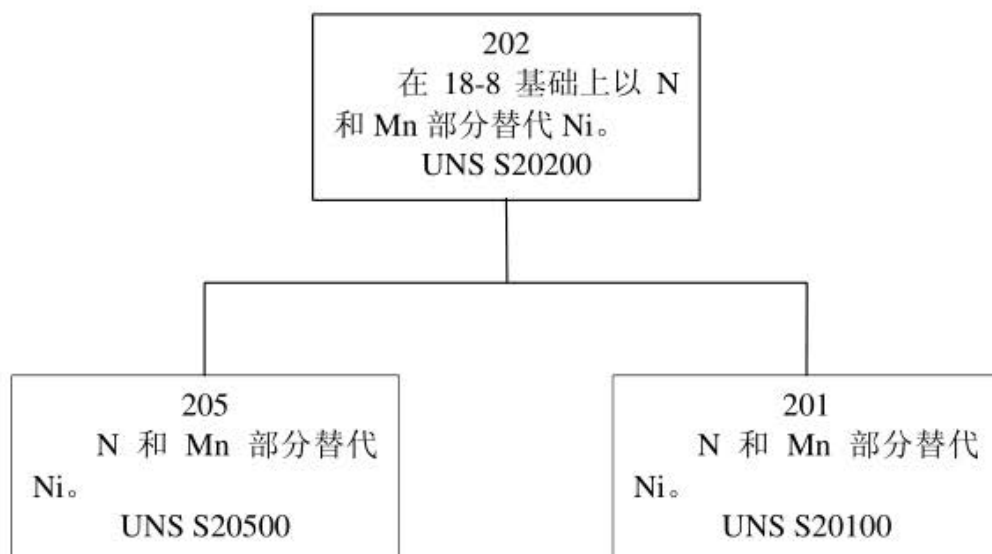 202
在 18-8 基础上以 N
和 Mn 部分替代 Ni。
UNS S20200
205
N 和 Mn 部分替代
Ni。
UNS S20500
201
N 和 Mn 部分替代
Ni。
UNS S20100